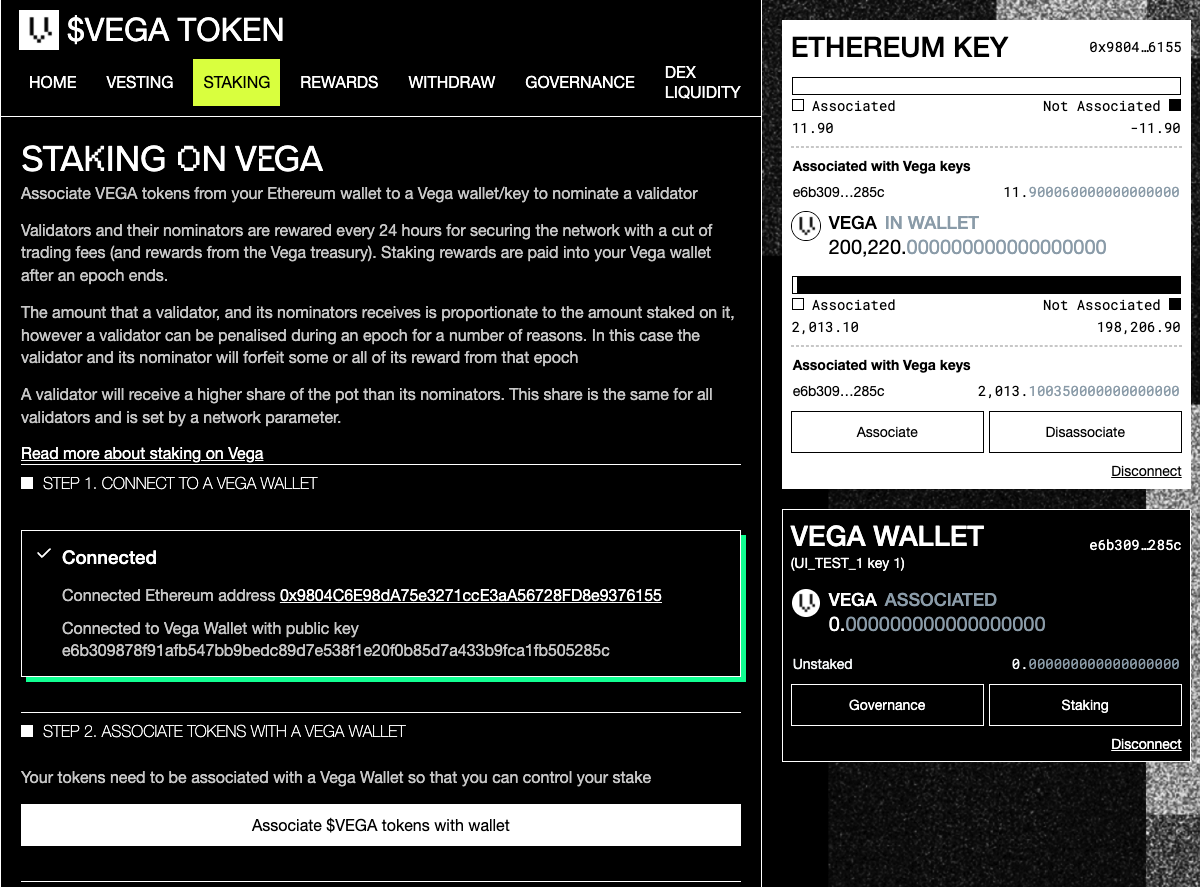 $VEGA TOKEN
HOME
VESTING
STAKING
REWARDS
WITHDRAW
GOVERNANCE
DEX
LIQUIDITY
STAKING ON VEGA
Associate VEGA tokens from your Ethereum wallet to a Vega wallet/key to nominate a validator
Validators and their nominators are rewarded every 24 hours for securing the network with a cut of
trading fees (and rewards from the Vega treasury). Staking rewards are paid into your Vega wallet
after an epoch ends.
The amount that a validator, and its nominators receives is proportionate to the amount staked on it,
however a validator can be penalised during an epoch for a number of reasons. In this case the
validator and its nominator will forfeit some or all of its reward from that epoch
A validator will receive a higher share of the pot than its nominators. This share is the same for all
validators and is set by a network parameter.
Read more about staking on Vega
STEP 1. CONNECT TO A VEGA WALLET
Connected
Connected Ethereum address 0x9804C6E98dA75e3271ccE3aA56728FD8e9376155
Connected to Vega Wallet with public key
e6b309878f91afb547bb9bedc89d7e538f1e20f0b85d7a433b9fca1fb505285c
STEP 2. ASSOCIATE TOKENS WITH A VEGA WALLET
Your tokens need to be associated with a Vega Wallet so that you can control your stake
Associate $VEGA tokens with wallet
ETHEREUM KEY
0x9804…6155
Associated
Not Associated
11.90
-11.90
Associated with Vega keys
e6b309…285c
11.900060000000000000
VEGA IN WALLET
200,220.000000000000000000
Associated
Not Associated
2,013.10
198,206.90
Associated with Vega keys
e6b309…285c
2,013.100350000000000000
Associate
Disassociate
Disconnect
VEGA WALLET
e6b309…285c
(UI_TEST_1 key 1)
VEGA ASSOCIATED
0.000000000000000000
Unstaked
0.000000000000000000
Governance
Staking
Disconnect